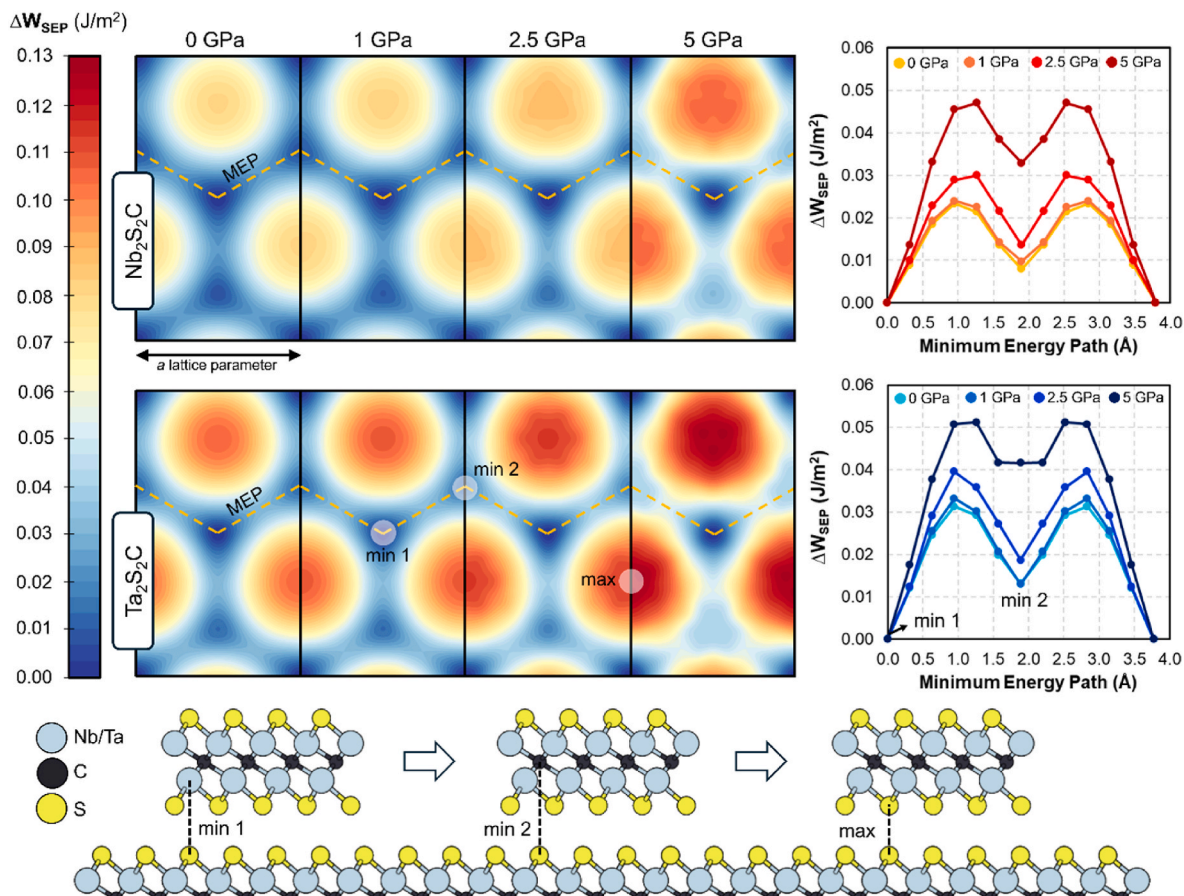 ΔW_SEP (J/m²)
0 GPa 1 GPa 2.5 GPa 5 GPa
0.13
0.12
0.11
0.10
0.09
0.08
0.07
0.06
0.05
0.04
0.03
0.02
0.01
0.00
Nb₂S₂C
MEP
a lattice parameter
Ta₂S₂C
MEP
min 1
min 2
max
ΔW_SEP (J/m²)
0.06
0.05
0.04
0.03
0.02
0.01
0.00
0 GPa 1 GPa 2.5 GPa 5 GPa
0.0 0.5 1.0 1.5 2.0 2.5 3.0 3.5 4.0
Minimum Energy Path (Å)
ΔW_SEP (J/m²)
0.06
0.05
0.04
0.03
0.02
0.01
0.00
0 GPa 1 GPa 2.5 GPa 5 GPa
min 1
min 2
0.0 0.5 1.0 1.5 2.0 2.5 3.0 3.5 4.0
Minimum Energy Path (Å)
Nb/Ta
C
S
min 1
min 2
max